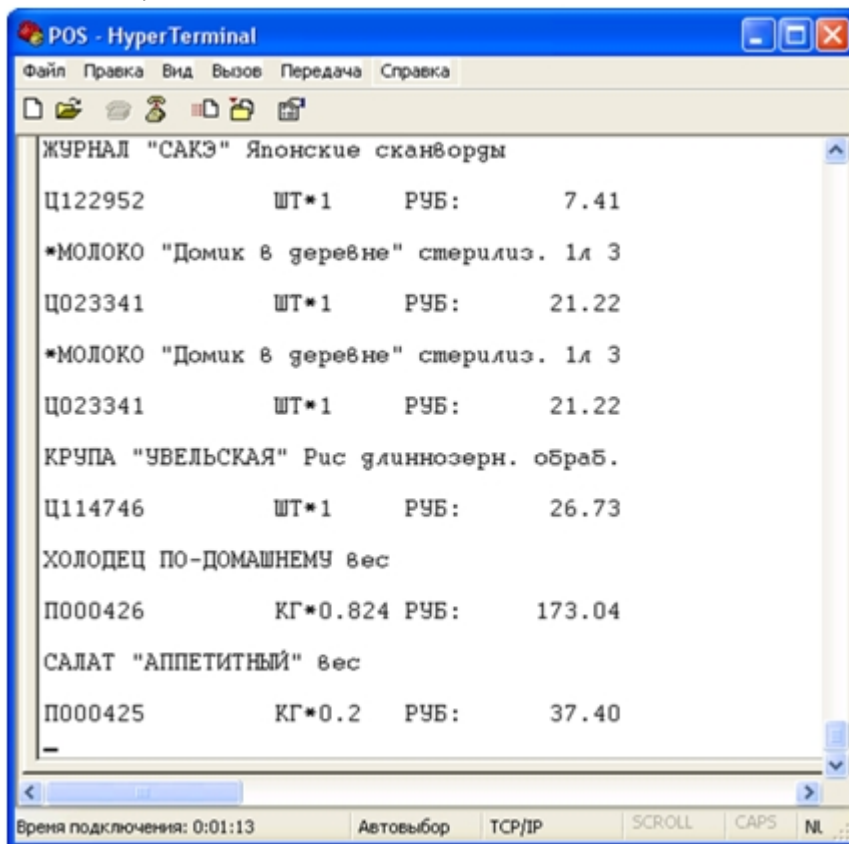 POS - HyperTerminal
Файл Правка Вид Вызов Передача Справка
ЖУРНАЛ "САКЭ" Японские сканворды
Ц122952 ШТ*1 РУБ: 7.41
*МОЛОКО "Домик в деревне" стерилиз. 1л 3
Ц023341 ШТ*1 РУБ: 21.22
*МОЛОКО "Домик в деревне" стерилиз. 1л 3
Ц023341 ШТ*1 РУБ: 21.22
КРУПА "УВЕЛЬСКАЯ" Рис длиннозерн. обраб.
Ц114746 ШТ*1 РУБ: 26.73
ХОЛОДЕЦ ПО-ДОМАШНЕМУ вес
П000426 КГ*0.824 РУБ: 173.04
САЛАТ "АППЕТИТНЫЙ" вес
П000425 КГ*0.2 РУБ: 37.40
Время подключения: 0:01:13 Автовыбор TCP/IP SCROLL CAPS NL